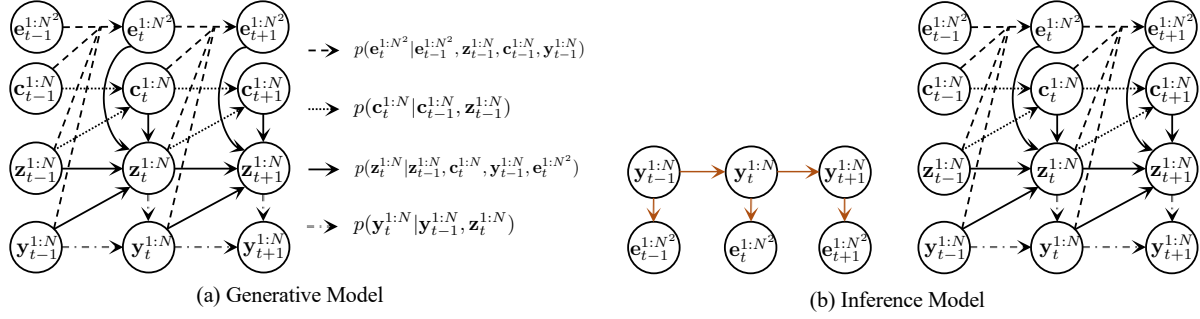 e_{t-1}^{1:N^2} e_t^{1:N^2} e_{t+1}^{1:N^2}
c_{t-1}^{1:N} c_t^{1:N} c_{t+1}^{1:N}
z_{t-1}^{1:N} z_t^{1:N} z_{t+1}^{1:N}
y_{t-1}^{1:N} y_t^{1:N} y_{t+1}^{1:N}
p(e_t^{1:N^2}|e_{t-1}^{1:N^2}, z_{t-1}^{1:N}, c_{t-1}^{1:N}, y_{t-1}^{1:N})
p(c_t^{1:N}|c_{t-1}^{1:N}, z_{t-1}^{1:N})
p(z_t^{1:N}|z_{t-1}^{1:N}, c_t^{1:N}, y_{t-1}^{1:N}, e_t^{1:N^2})
p(y_t^{1:N}|y_{t-1}^{1:N}, z_t^{1:N})
(a) Generative Model
y_{t-1}^{1:N} y_t^{1:N} y_{t+1}^{1:N}
e_{t-1}^{1:N^2} e_t^{1:N^2} e_{t+1}^{1:N^2}
e_{t-1}^{1:N^2} e_t^{1:N^2} e_{t+1}^{1:N^2}
c_{t-1}^{1:N} c_t^{1:N} c_{t+1}^{1:N}
z_{t-1}^{1:N} z_t^{1:N} z_{t+1}^{1:N}
y_{t-1}^{1:N} y_t^{1:N} y_{t+1}^{1:N}
(b) Inference Model